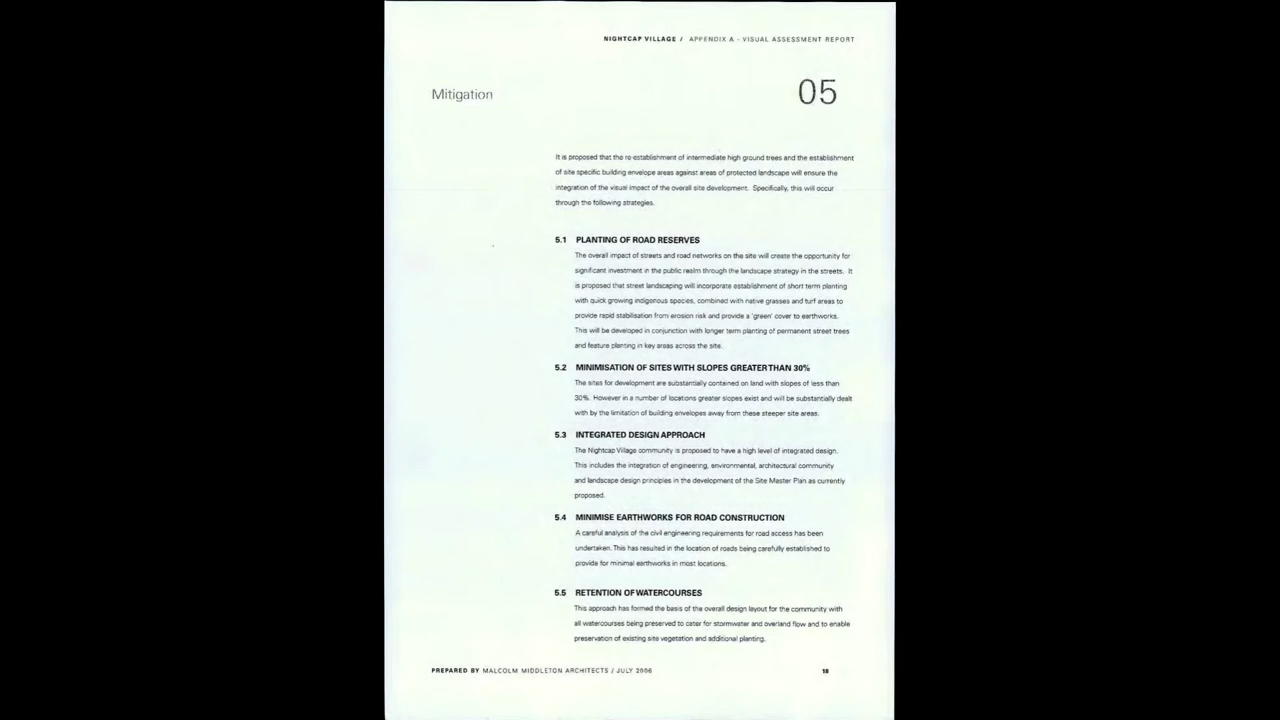 NIGHTCAP VILLAGE / APPENDIX A - VISUAL ASSESSMENT REPORT
Mitigation
05
It is proposed that the re-establishment of intermediate high ground trees and the establishment
of site specific building envelope areas against areas of protected landscape will ensure the
integration of the visual impact of the overall site development. Specifically, this will occur
through the following strategies.
5.1 PLANTING OF ROAD RESERVES
The overall impact of streets and road networks on the site will create the opportunity for
significant investment in the public realm through the landscape strategy in the streets. It
is proposed that street landscaping will incorporate establishment of short term planting
with quick growing indigenous species, combined with native grasses and turf areas to
provide rapid stabilisation from erosion risk and provide a 'green' cover to earthworks.
This will be developed in conjunction with longer term planting of permanent street trees
and feature planting in key areas across the site.
5.2 MINIMISATION OF SITES WITH SLOPES GREATER THAN 30%
The sites for development are substantially contained on land with slopes of less than
30%. However in a number of locations greater slopes exist and will be substantially dealt
with by the limitation of building envelopes away from these steeper site areas.
5.3 INTEGRATED DESIGN APPROACH
The Nightcap Village community is proposed to have a high level of integrated design.
This includes the integration of engineering, environmental, architectural community
and landscape design principles in the development of the Site Master Plan as currently
proposed.
5.4 MINIMISE EARTHWORKS FOR ROAD CONSTRUCTION
A careful analysis of the civil engineering requirements for road access has been
undertaken. This has resulted in the location of roads being carefully established to
provide for minimal earthworks in most locations.
5.5 RETENTION OF WATERCOURSES
This approach has formed the basis of the overall design layout for the community with
all watercourses being preserved to cater for stormwater and overland flow and to enable
preservation of existing site vegetation and additional planting.
PREPARED BY MALCOLM MIDDLETON ARCHITECTS / JULY 2006
18